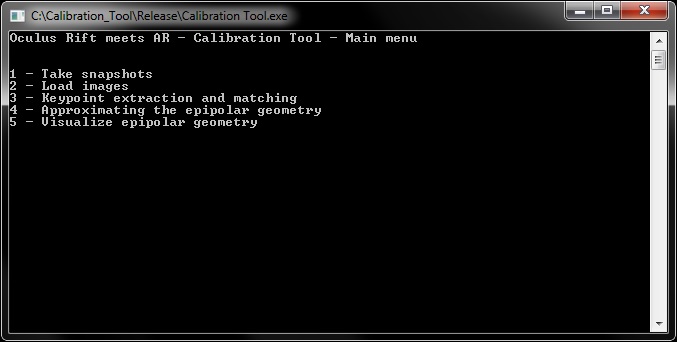 C:\Calibration_Tool\Release\Calibration Tool.exe
Oculus Rift meets AR - Calibration Tool - Main menu
1 - Take snapshots
2 - Load images
3 - Keypoint extraction and matching
4 - Approximating the epipolar geometry
5 - Visualize epipolar geometry